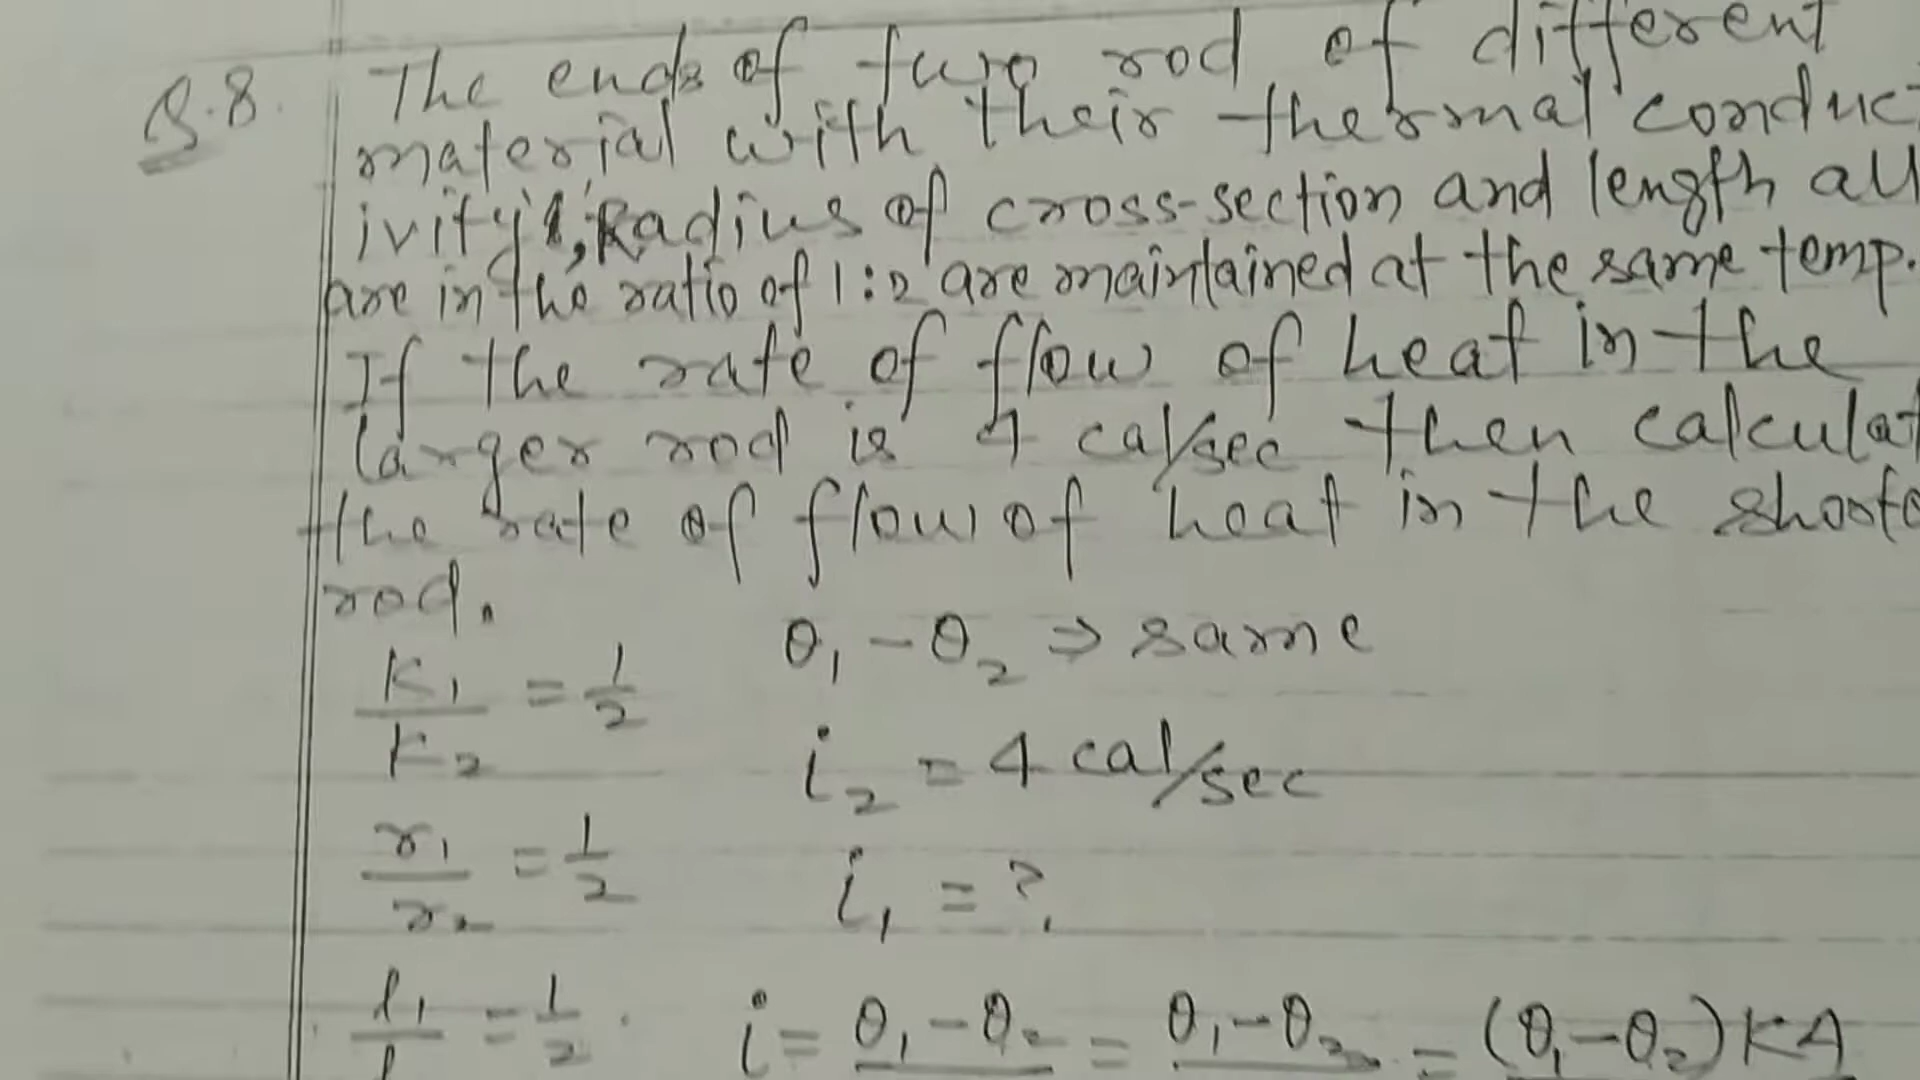 Q.8. The ends of two rod of different
material with their thermal conduct
ivity's, Radius of cross-section and length all
are in the ratio of 1:2 are maintained at the same temp.
If the rate of flow of heat in the
larger rod is 4 cal/sec then calculat
the rate of flow of heat in the shorte
rod.
θ₁ - θ₂ ⇒ same
K₁/K₂ = 1/2
i₂ = 4 cal/sec
r₁/r₂ = 1/2
i₁ = ?
l₁/l = 1/2
i = θ₁ - θ₂ = θ₁ - θ₂ = (θ₁ - θ₂) KA